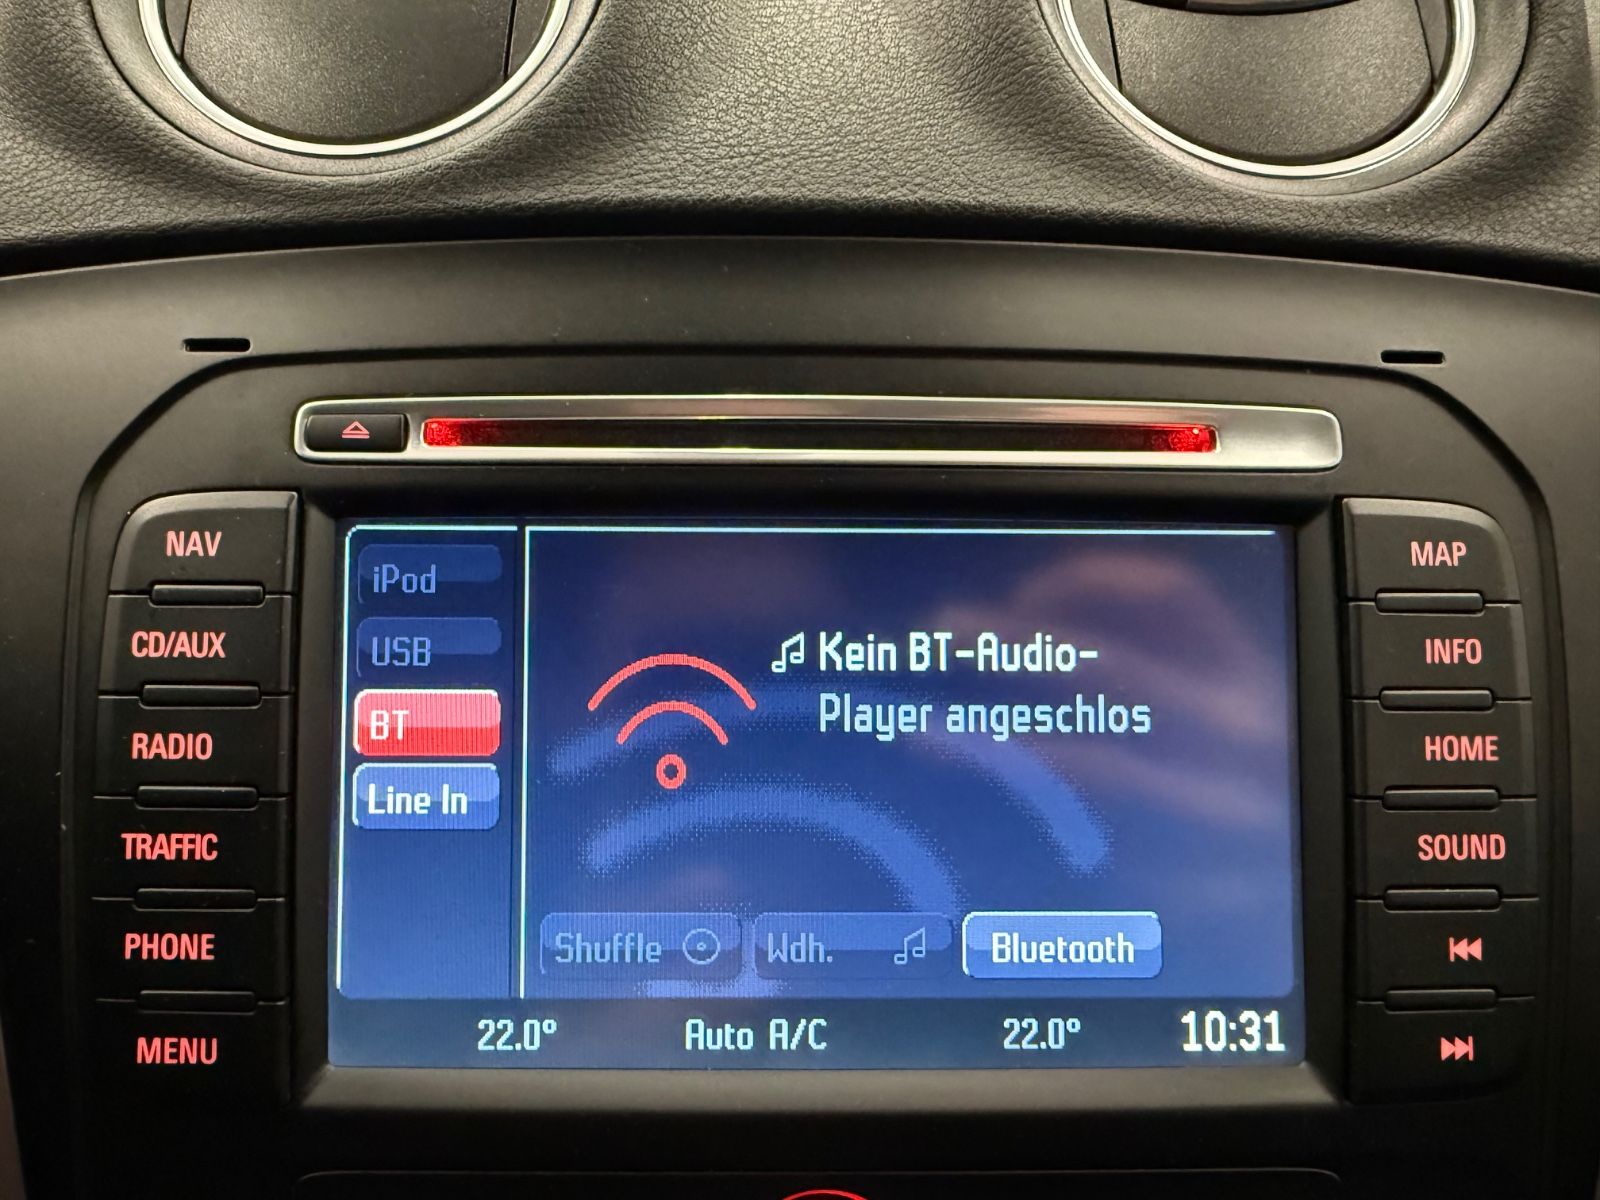 NAV
CD/AUX
RADIO
TRAFFIC
PHONE
MENU
iPod
USB
BT
Line In
Kein BT-Audio-
Player angeschlos
Shuffle
Wdh.
Bluetooth
22.0°
Auto A/C
22.0°
10:31
MAP
INFO
HOME
SOUND